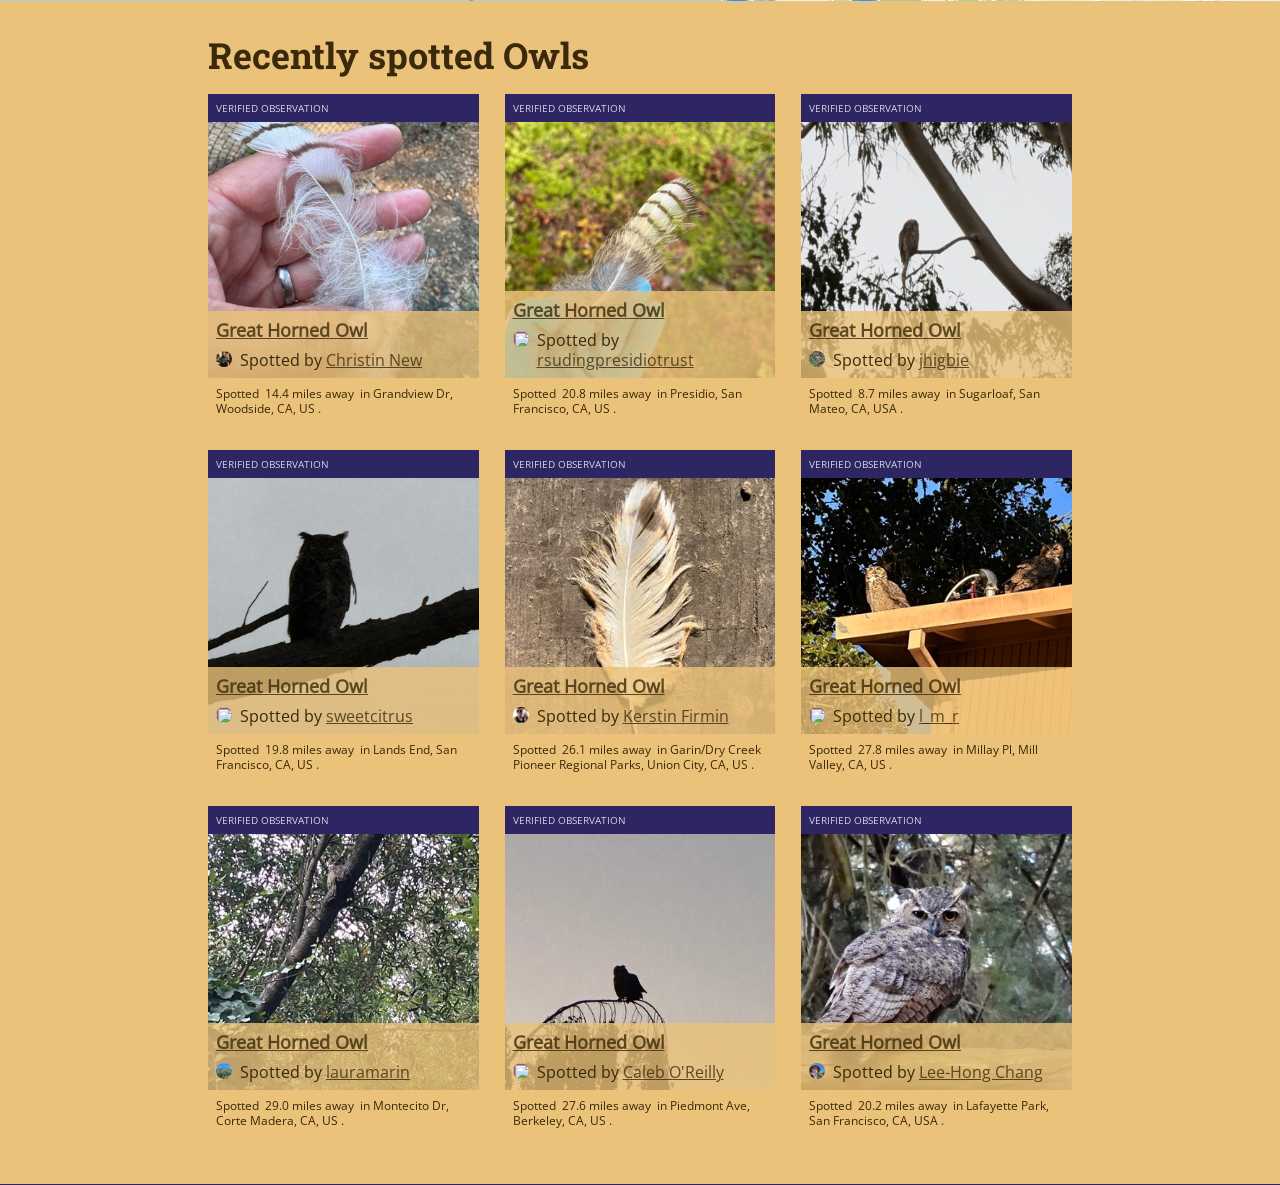 Recently spotted Owls
VERIFIED OBSERVATION
Great Horned Owl
Spotted by Christin New
Spotted 14.4 miles away in Grandview Dr,
Woodside, CA, US .
VERIFIED OBSERVATION
Great Horned Owl
Spotted by
rsudingpresidiotrust
Spotted 20.8 miles away in Presidio, San
Francisco, CA, US .
VERIFIED OBSERVATION
Great Horned Owl
Spotted by jhigbie
Spotted 8.7 miles away in Sugarloaf, San
Mateo, CA, USA .
VERIFIED OBSERVATION
Great Horned Owl
Spotted by sweetcitrus
Spotted 19.8 miles away in Lands End, San
Francisco, CA, US .
VERIFIED OBSERVATION
Great Horned Owl
Spotted by Kerstin Firmin
Spotted 26.1 miles away in Garin/Dry Creek
Pioneer Regional Parks, Union City, CA, US .
VERIFIED OBSERVATION
Great Horned Owl
Spotted by l_m_r
Spotted 27.8 miles away in Millay Pl, Mill
Valley, CA, US .
VERIFIED OBSERVATION
Great Horned Owl
Spotted by lauramarin
Spotted 29.0 miles away in Montecito Dr,
Corte Madera, CA, US .
VERIFIED OBSERVATION
Great Horned Owl
Spotted by Caleb O'Reilly
Spotted 27.6 miles away in Piedmont Ave,
Berkeley, CA, US .
VERIFIED OBSERVATION
Great Horned Owl
Spotted by Lee-Hong Chang
Spotted 20.2 miles away in Lafayette Park,
San Francisco, CA, USA .